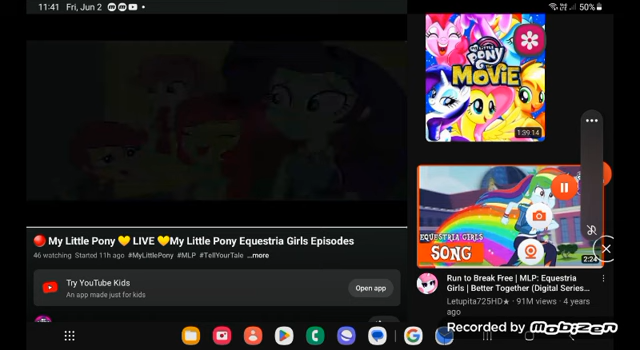 11:41 Fri, Jun 2
50%
My Little Pony
MOVIE
1:39:14
EQUESTRIA GIRLS
SONG
2:24
🔴 My Little Pony 💛 LIVE 💛My Little Pony Equestria Girls Episodes
46 watching Started 11h ago #MyLittlePony #MLP #TellYourTale ...more
Try YouTube Kids
An app made just for kids
Open app
Run to Break Free | MLP: Equestria
Girls | Better Together (Digital Series...
Letupita725HD★ · 91M views · 4 years
ago
Recorded by mobizen